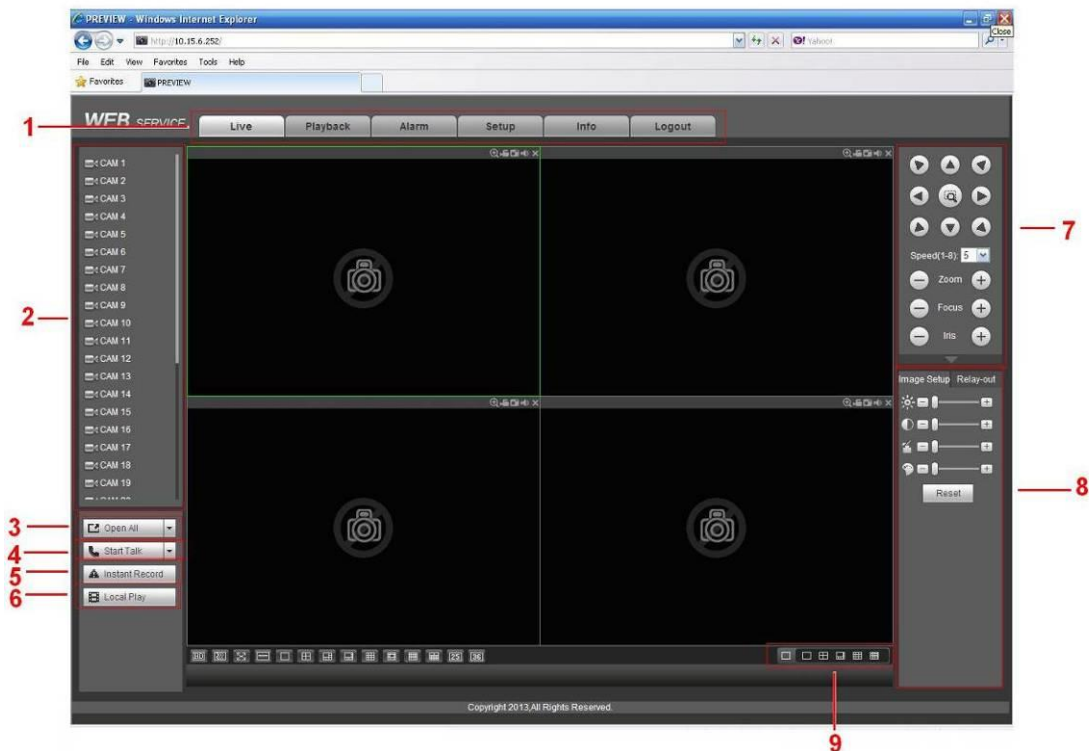 PREVIEW - Windows Internet Explorer
http://10.15.6.252/
Yahoo!
Close
File Edit View Favorites Tools Help
Favorites PREVIEW
WEB SERVICE
Live Playback Alarm Setup Info Logout
1
2
3
4
5
6
7
8
9
CAM 1
CAM 2
CAM 3
CAM 4
CAM 5
CAM 6
CAM 7
CAM 8
CAM 9
CAM 10
CAM 11
CAM 12
CAM 13
CAM 14
CAM 15
CAM 16
CAM 17
CAM 18
CAM 19
Open All
Start Talk
Instant Record
Local Play
Speed(1-8): 5
Zoom
Focus
Iris
Image Setup Relay-out
Reset
25 36
Copyright 2013,All Rights Reserved.